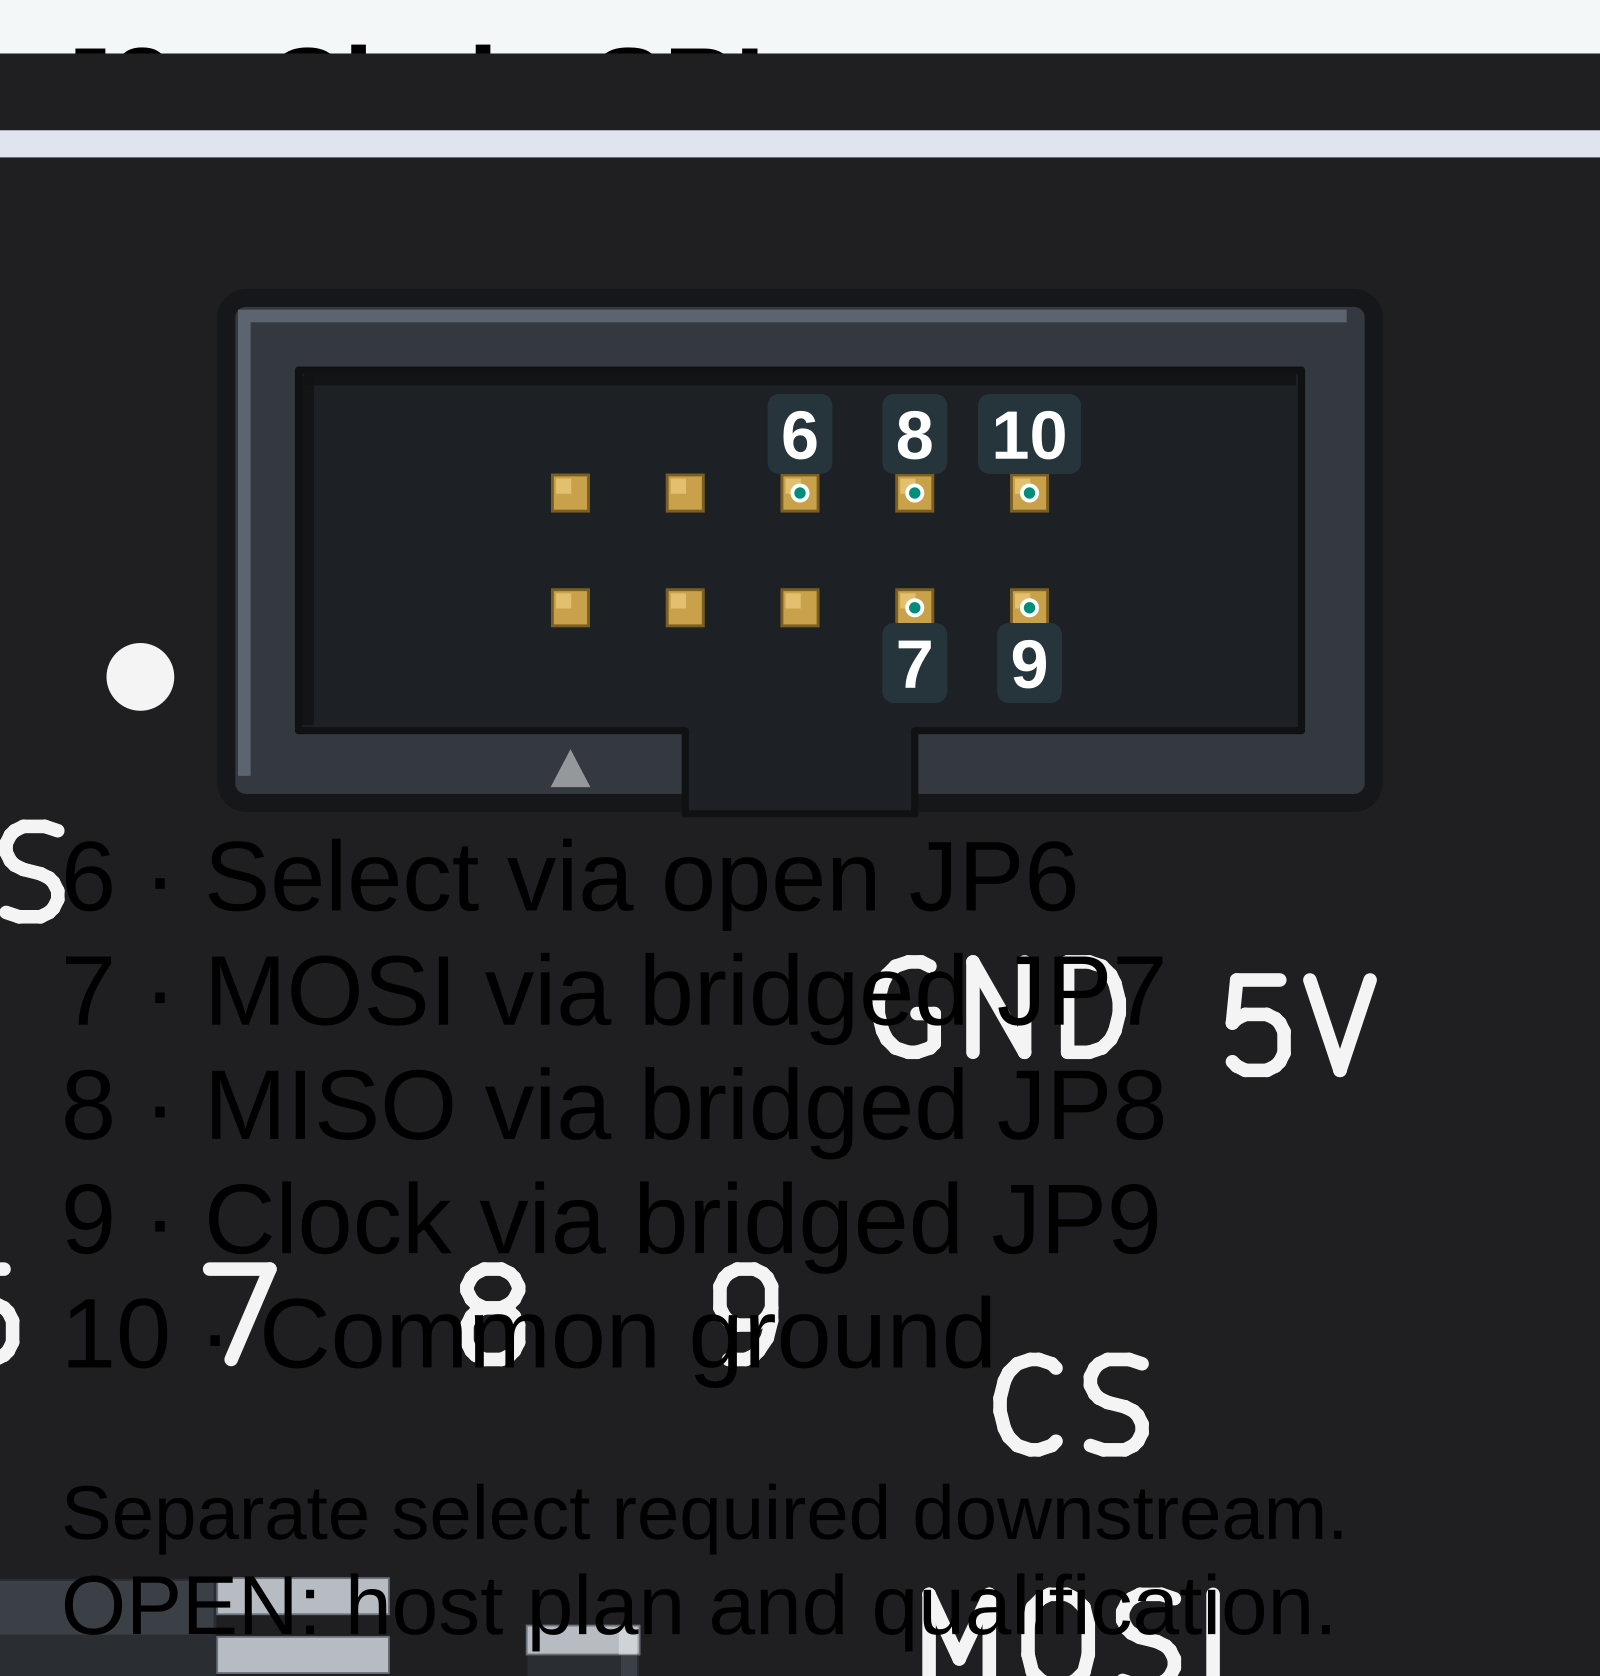 6 8 10
7 9
S
6 · Select via open JP6
7 · MOSI via bridged JP7
GND 5V
8 · MISO via bridged JP8
9 · Clock via bridged JP9
7 8 9
10 · Common ground
CS
Separate select required downstream.
OPEN: host plan and qualification.
MOSI